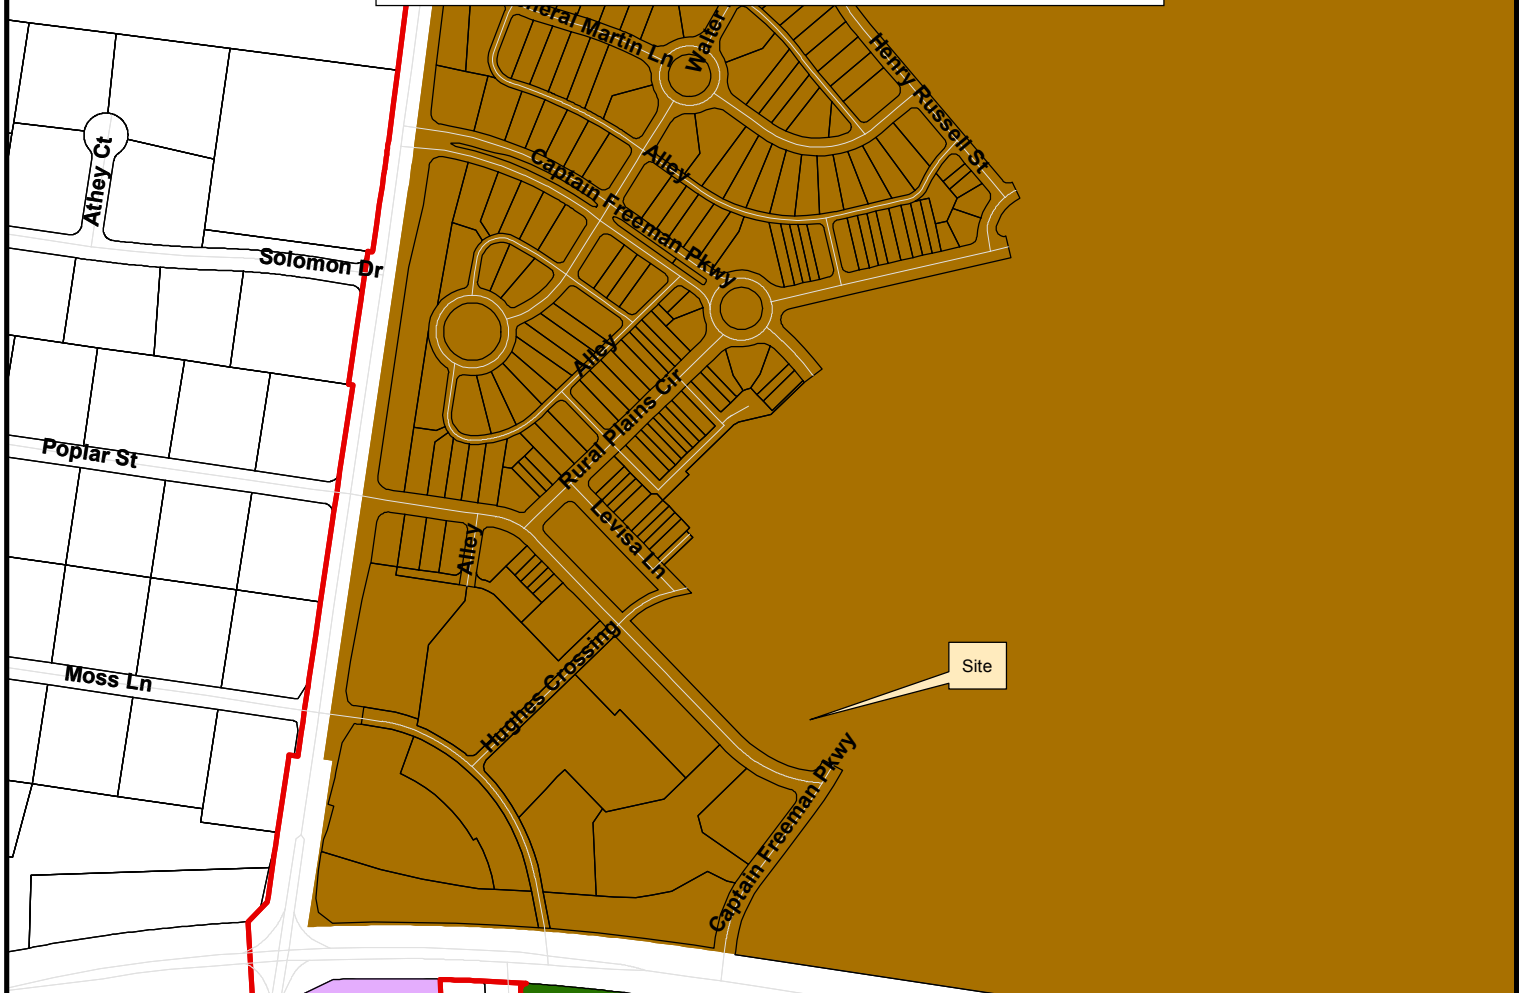 Martin Ln
Walter
Henry Russell St
Athey Ct
Alley
Captain Freeman Pkwy
Solomon Dr
Alley
Rural Plains Cir
Poplar St
Levisa Ln
Alley
Hughes Crossing
Site
Moss Ln
Captain Freeman Pkwy